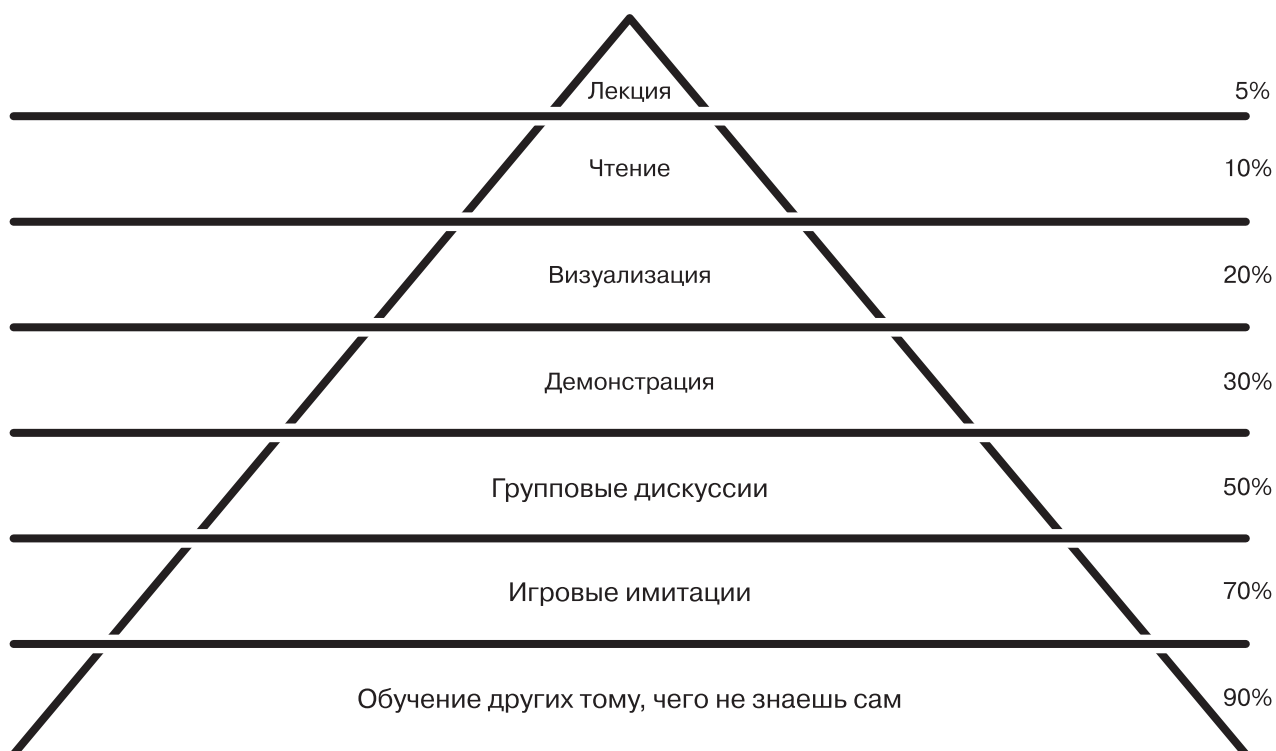 Лекция 5%
Чтение 10%
Визуализация 20%
Демонстрация 30%
Групповые дискуссии 50%
Игровые имитации 70%
Обучение других тому, чего не знаешь сам 90%